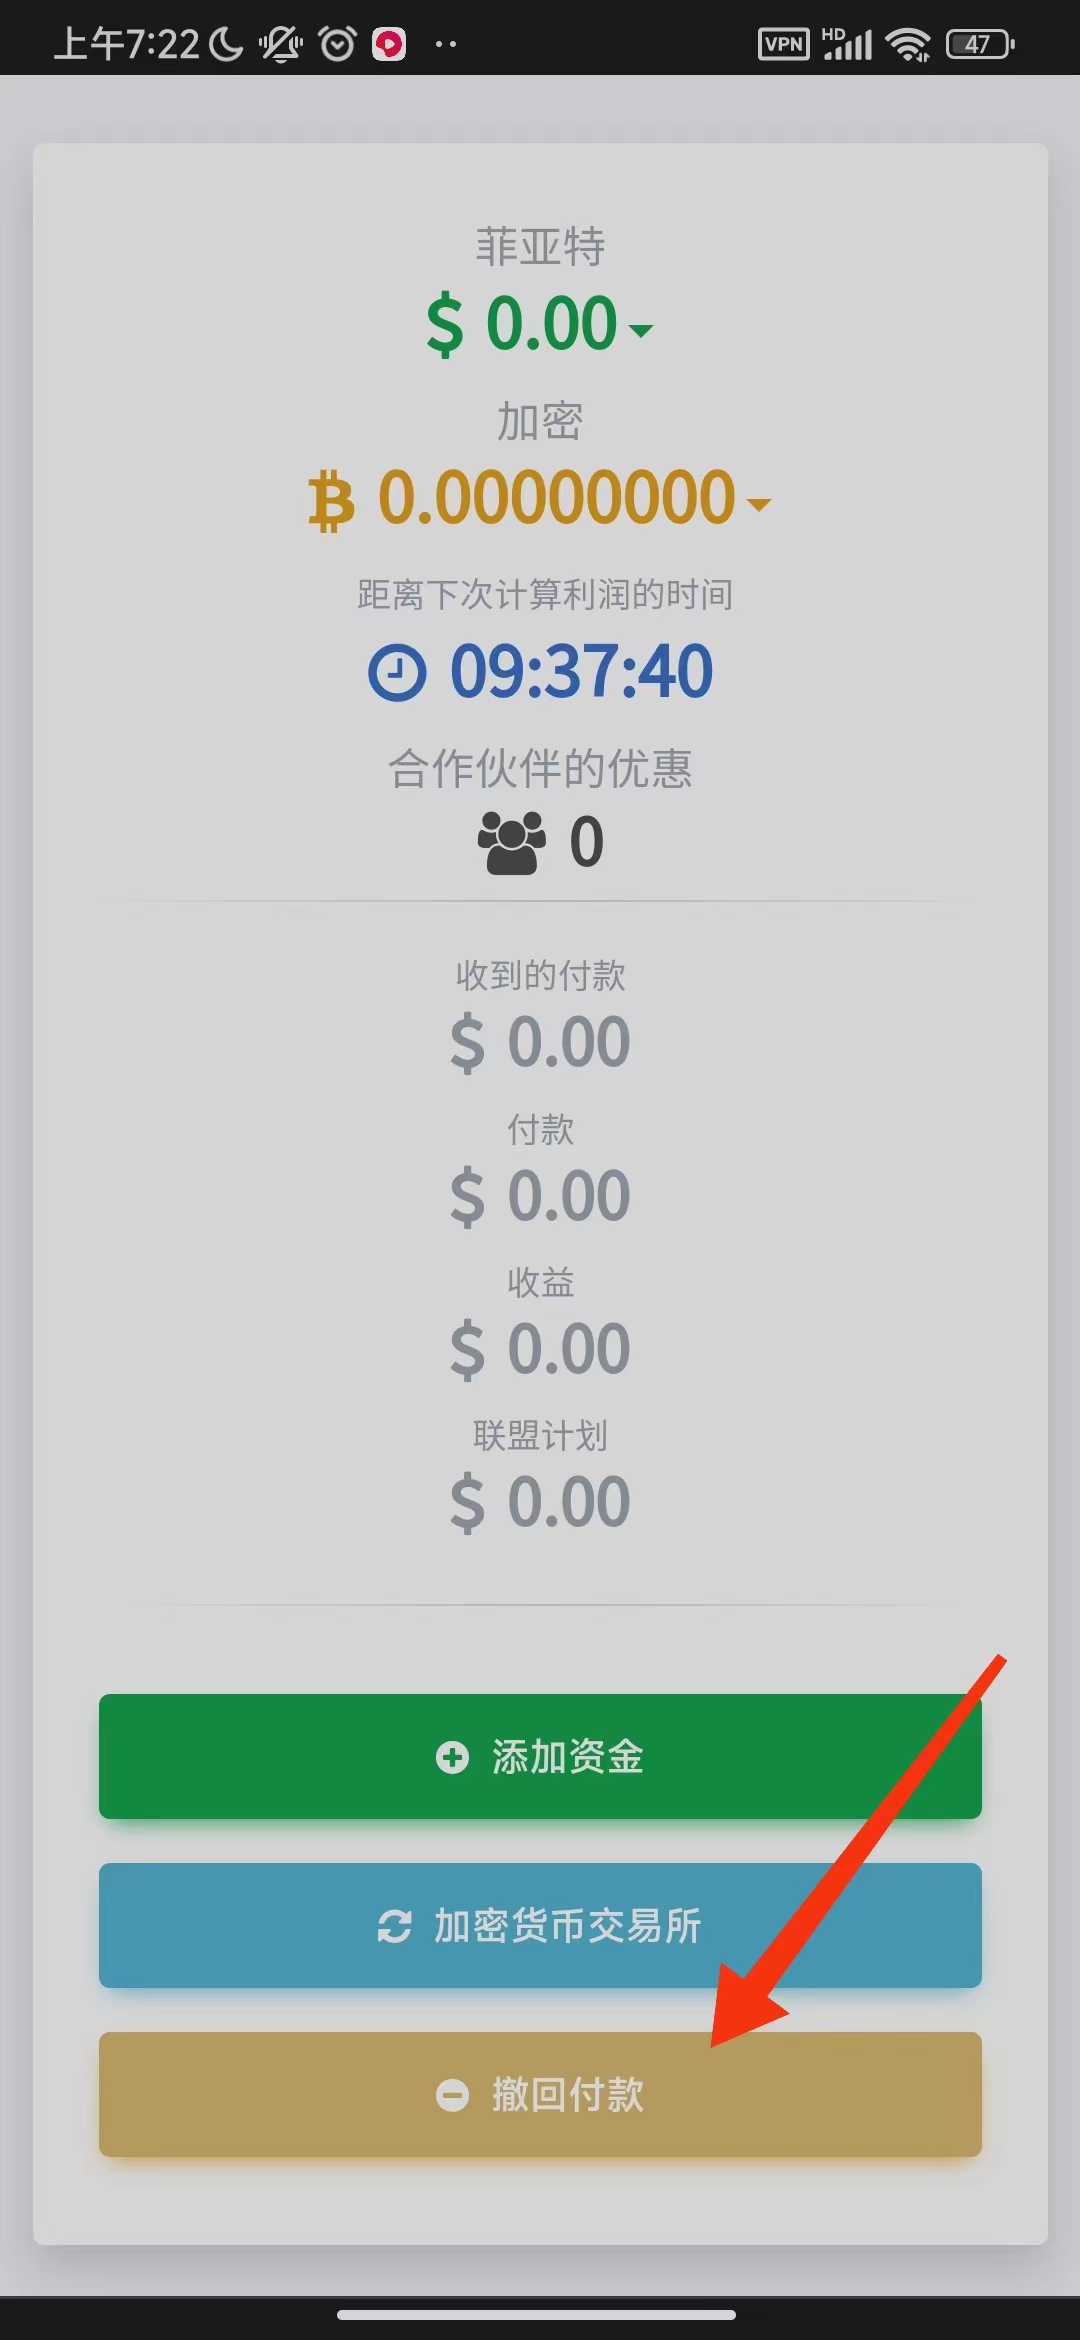 上午7:22
VPN
HD
47
菲亚特
$ 0.00
加密
0.00000000
距离下次计算利润的时间
09:37:40
合作伙伴的优惠
0
收到的付款
$ 0.00
付款
$ 0.00
收益
$ 0.00
联盟计划
$ 0.00
添加资金
加密货币交易所
撤回付款